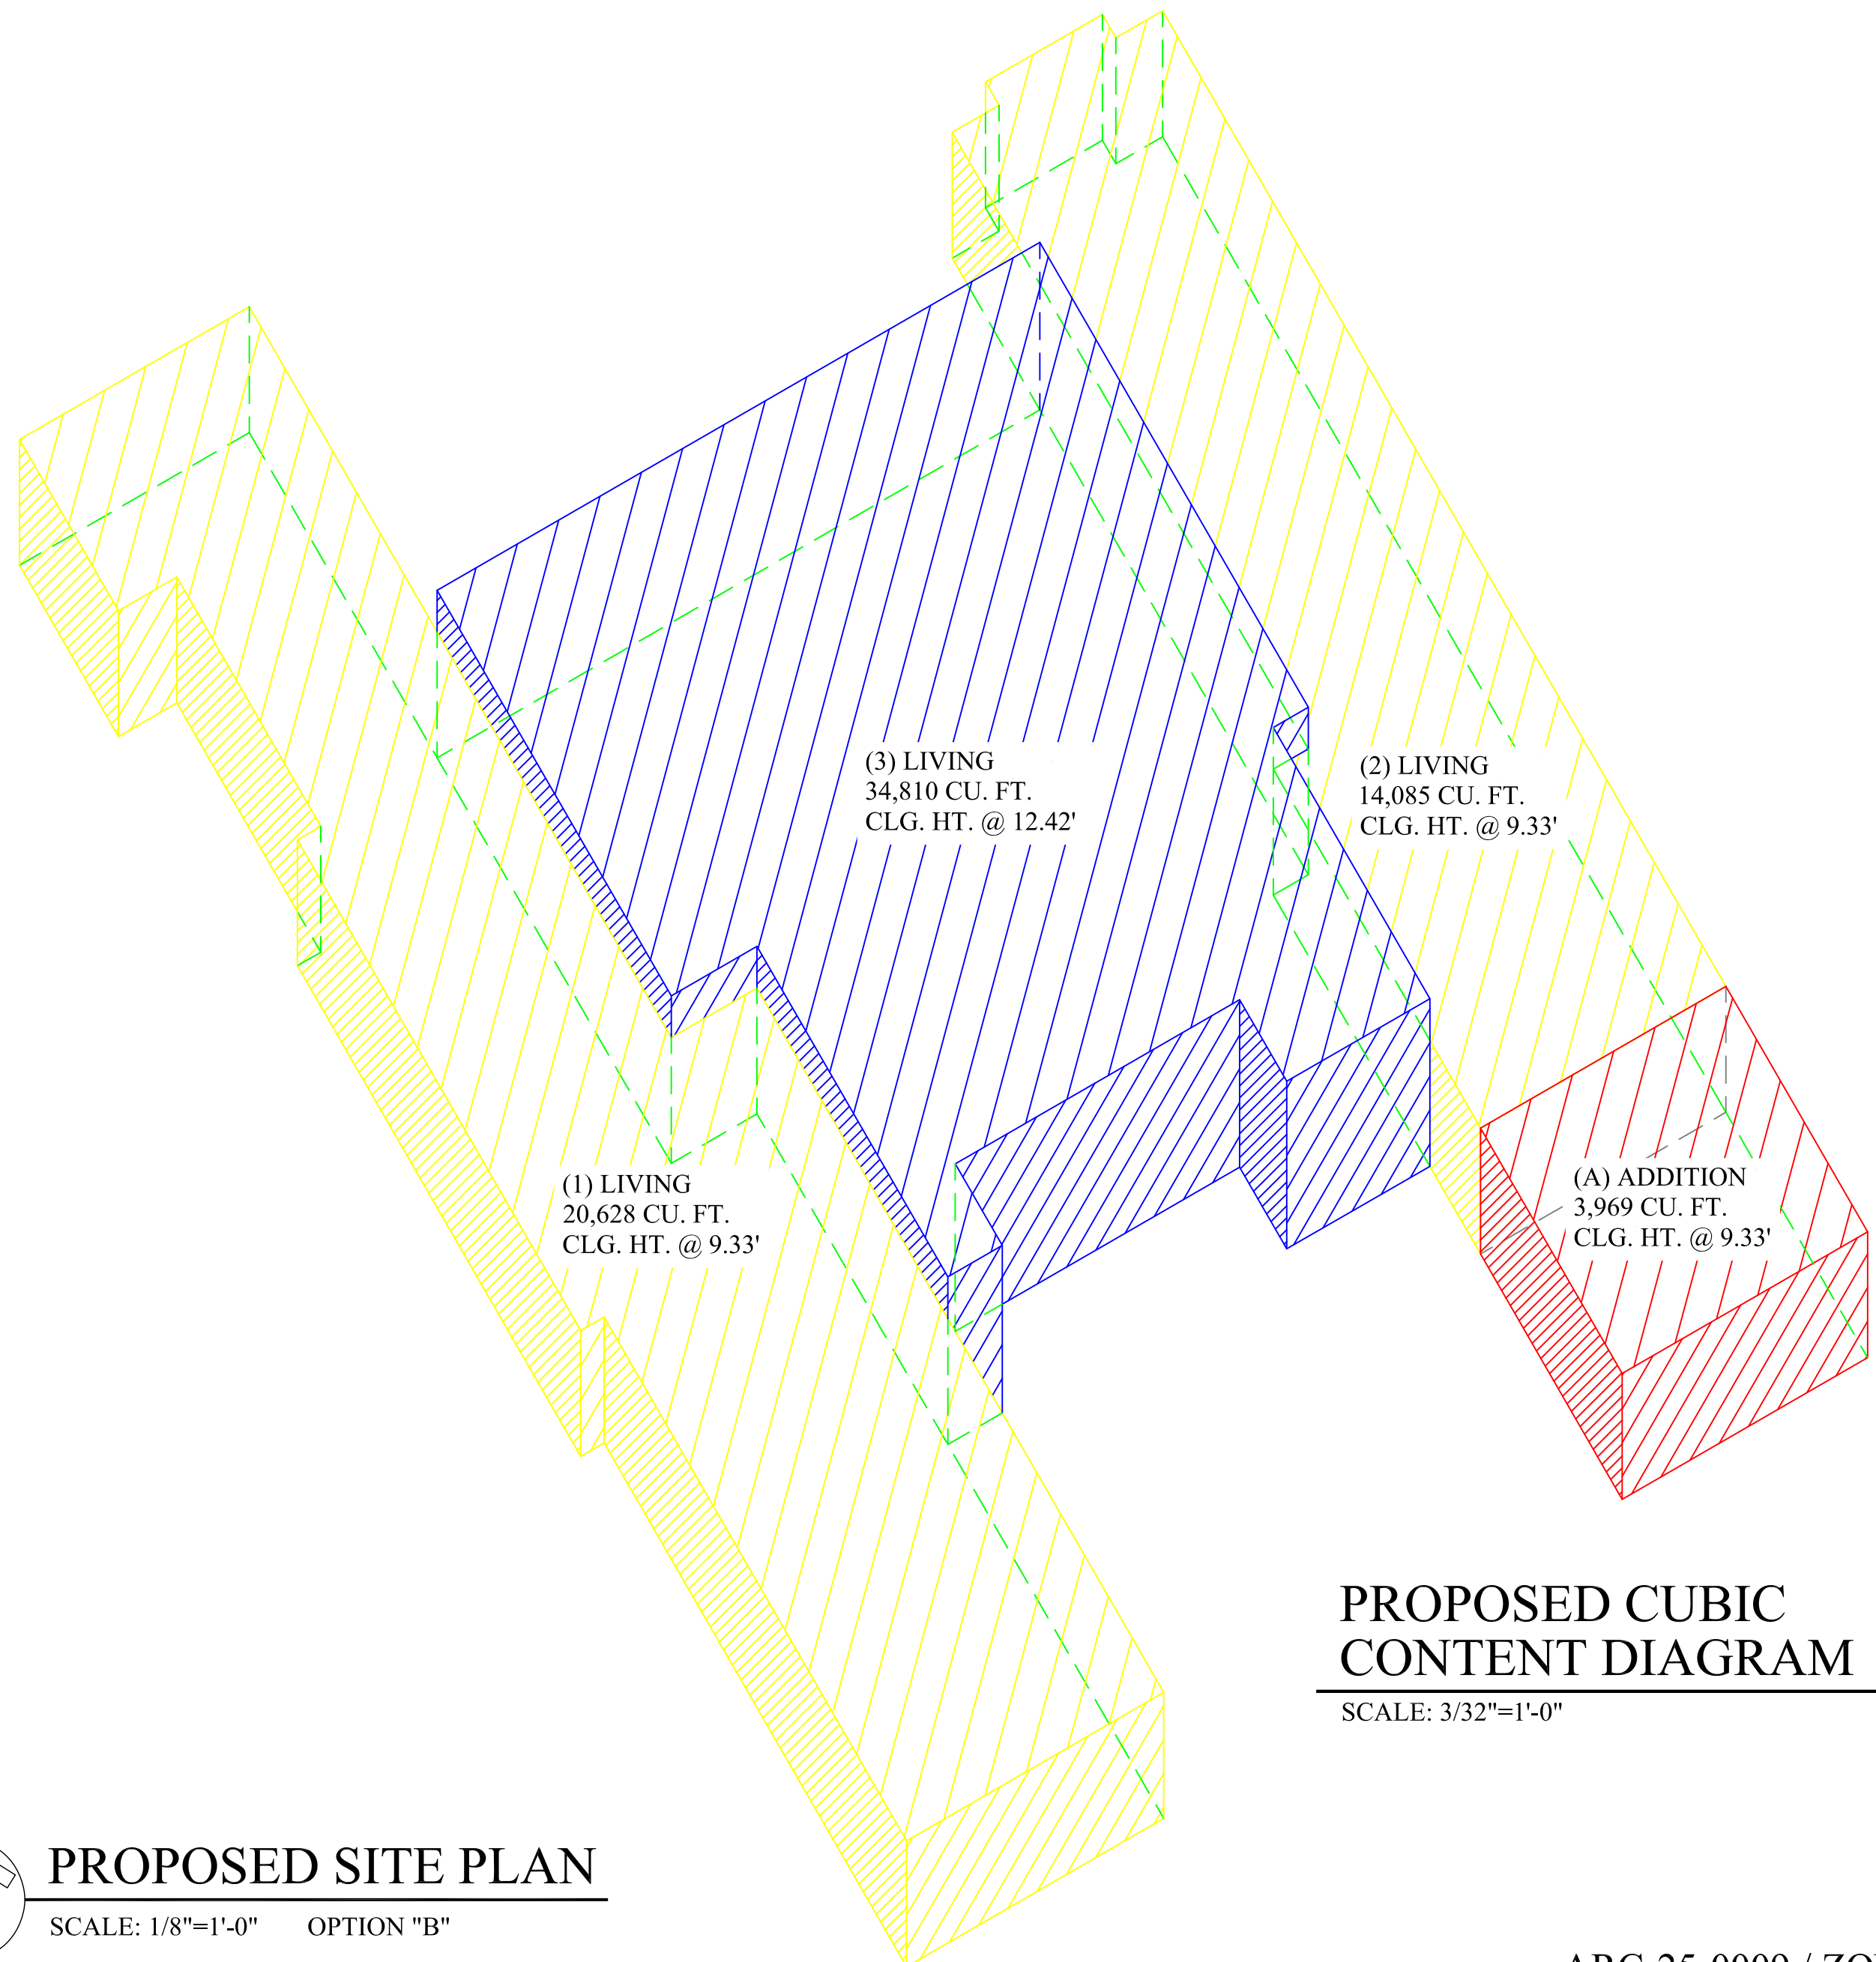 (3) LIVING
34,810 CU. FT.
CLG. HT. @ 12.42'
(2) LIVING
14,085 CU. FT.
CLG. HT. @ 9.33'
(1) LIVING
20,628 CU. FT.
CLG. HT. @ 9.33'
(A) ADDITION
3,969 CU. FT.
CLG. HT. @ 9.33'
PROPOSED CUBIC
CONTENT DIAGRAM
SCALE: 3/32"=1'-0"
PROPOSED SITE PLAN
SCALE: 1/8"=1'-0" OPTION "B"